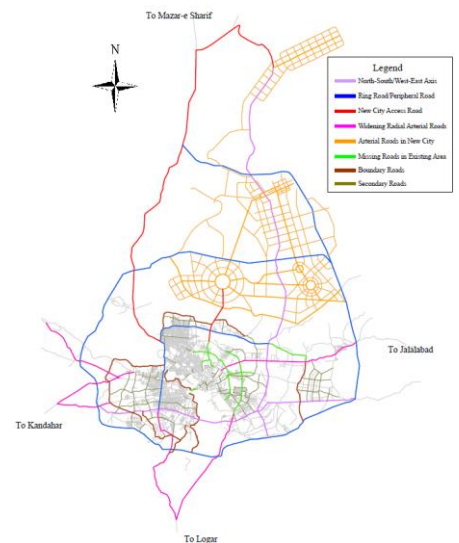 To Mazar-e Sharif
N
Legend
North-South/West-East Axis
Ring Road/Peripheral Road
New City Access Road
Widening Radial Arterial Roads
Arterial Roads in New City
Missing Roads in Existing Area
Boundary Roads
Secondary Roads
To Jalalabad
To Kandahar
To Logar